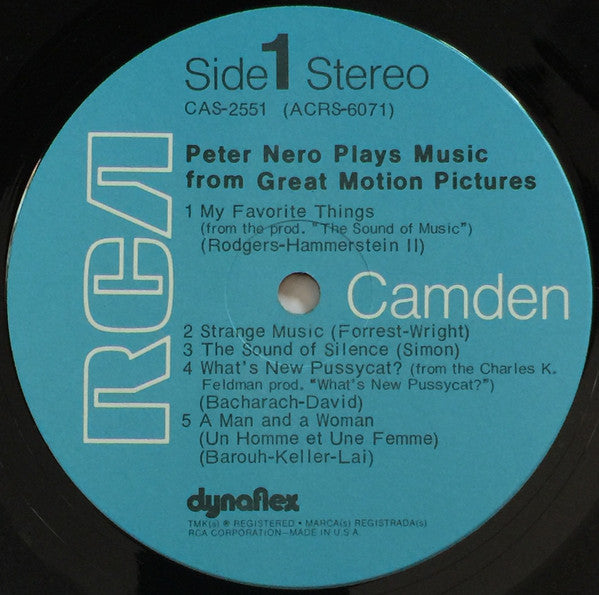 Side 1 Stereo
CAS-2551 (ACRS-6071)
Peter Nero Plays Music
from Great Motion Pictures
1 My Favorite Things
(from the prod. "The Sound of Music")
(Rodgers-Hammerstein II)
RCA
Camden
2 Strange Music (Forrest-Wright)
3 The Sound of Silence (Simon)
4 What's New Pussycat? (from the Charles K.
Feldman prod. "What's New Pussycat?")
(Bacharach-David)
5 A Man and a Woman
(Un Homme et Une Femme)
(Barouh-Keller-Lai)
dynaflex
TMK(s) ® REGISTERED • MARCA(s) REGISTRADA(s)
RCA CORPORATION—MADE IN U.S.A.